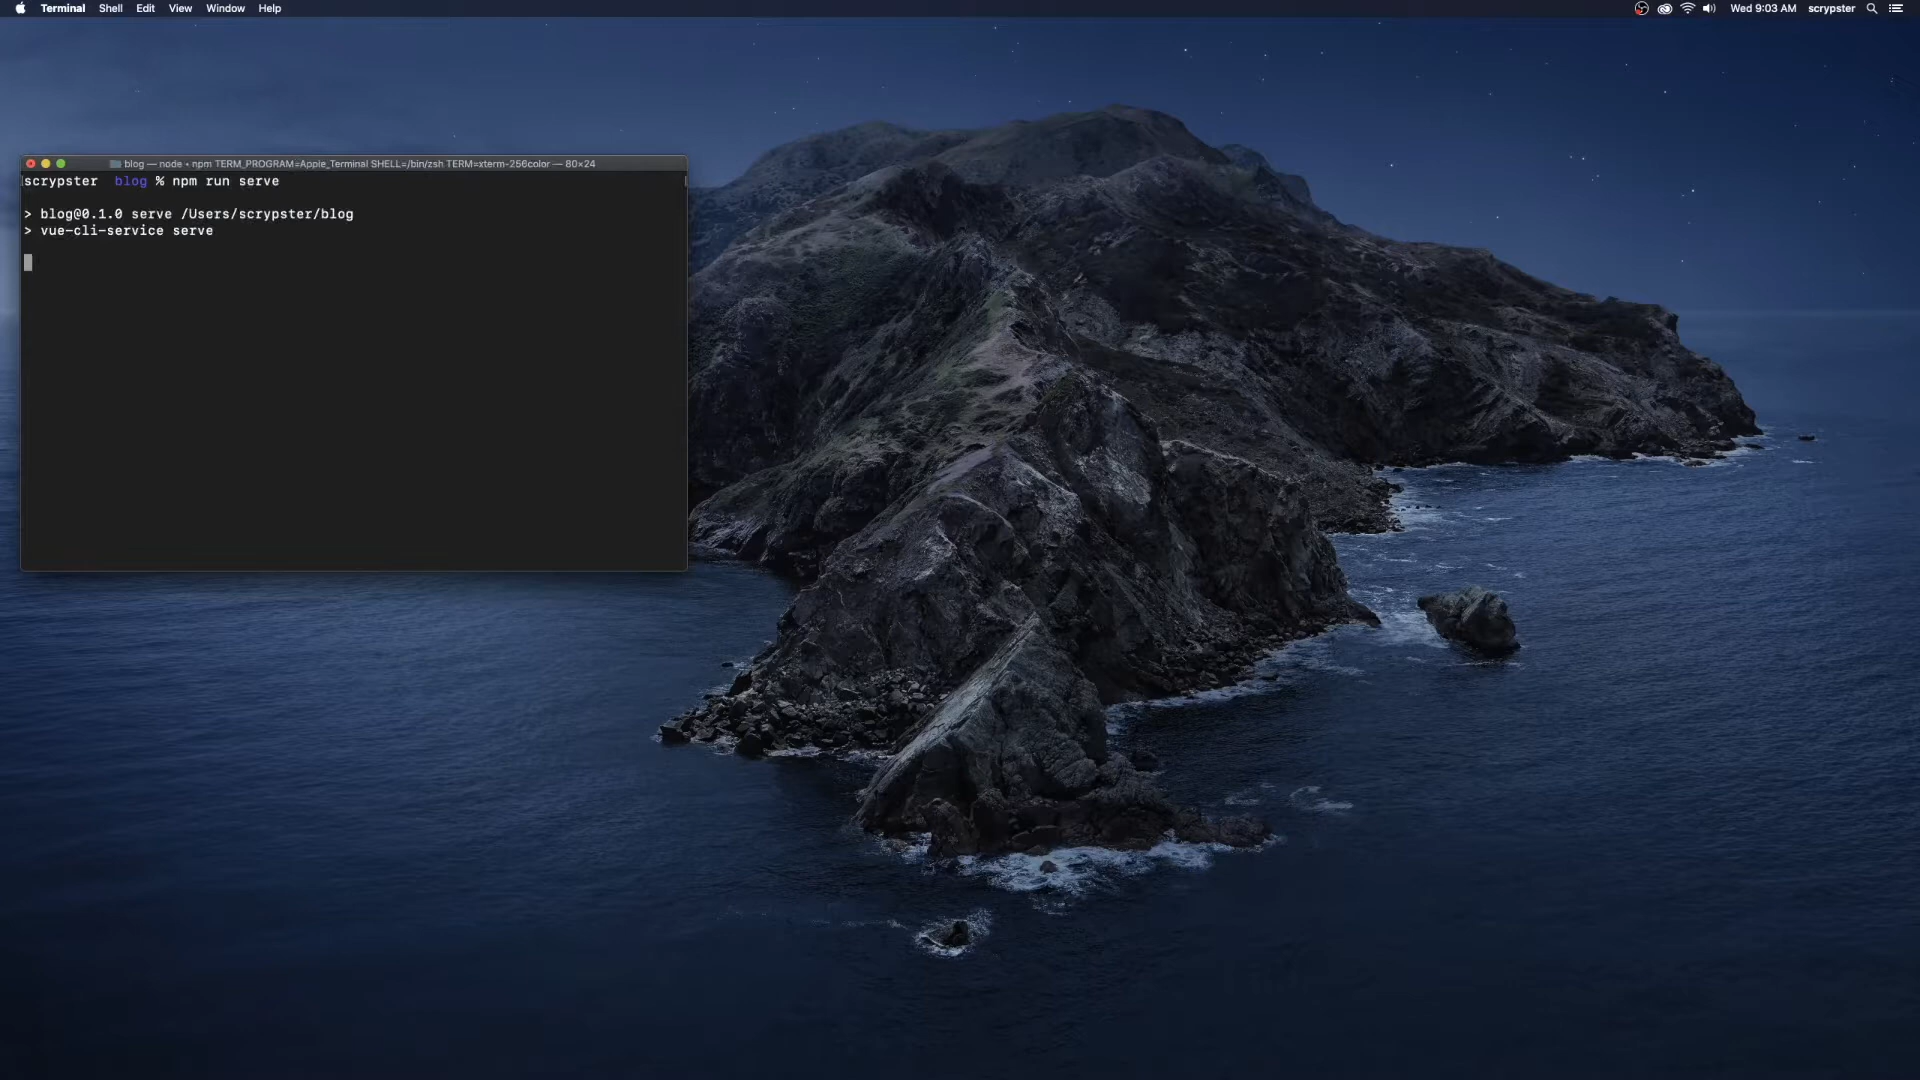 Terminal Shell Edit View Window Help Wed 9:03 AM scrypster
blog — node • npm TERM_PROGRAM=Apple_Terminal SHELL=/bin/zsh TERM=xterm-256color — 80×24
scrypster blog % npm run serve
> blog@0.1.0 serve /Users/scrypster/blog
> vue-cli-service serve